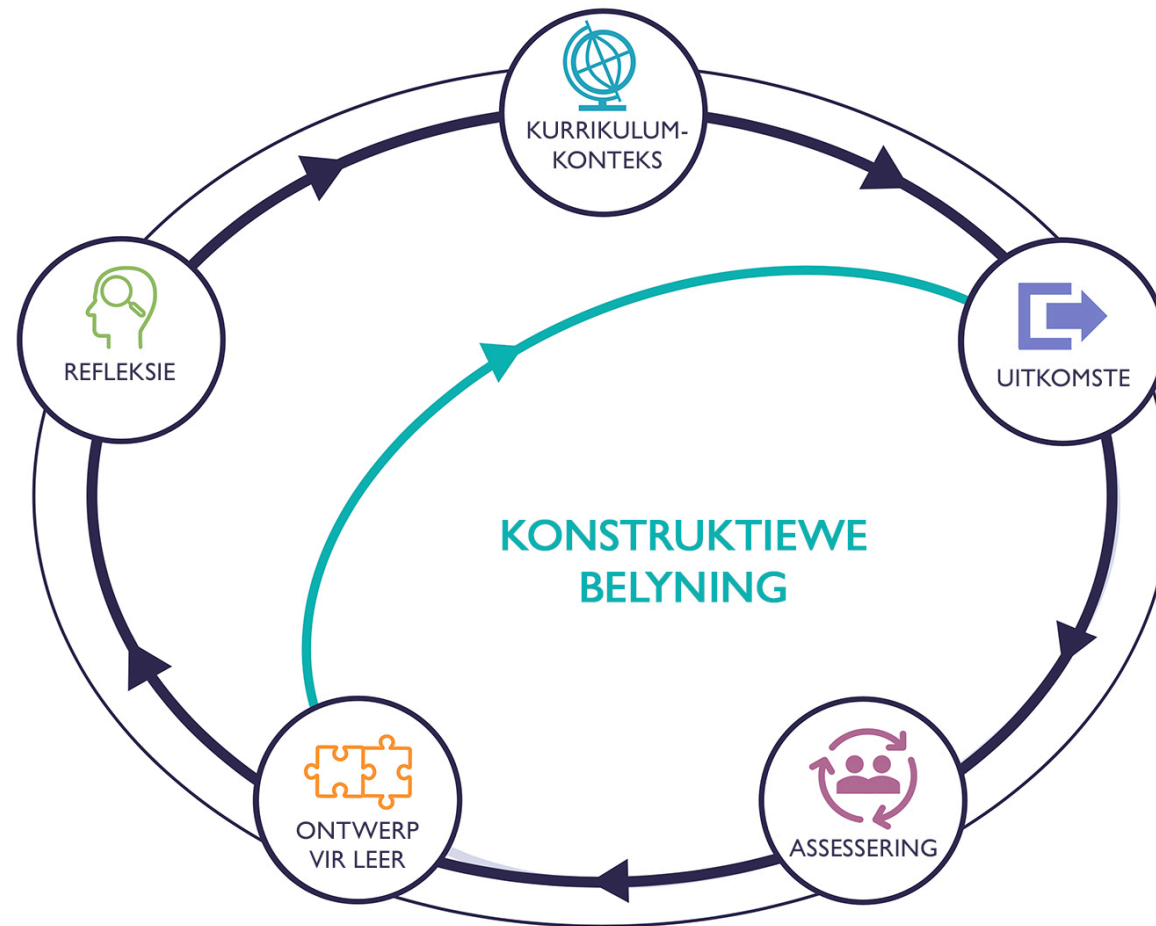 KURRIKULUM-
KONTEKS
UITKOMSTE
ASSESSERING
ONTWERP
VIR LEER
REFLEKSIE
KONSTRUKTIEWE
BELYNING